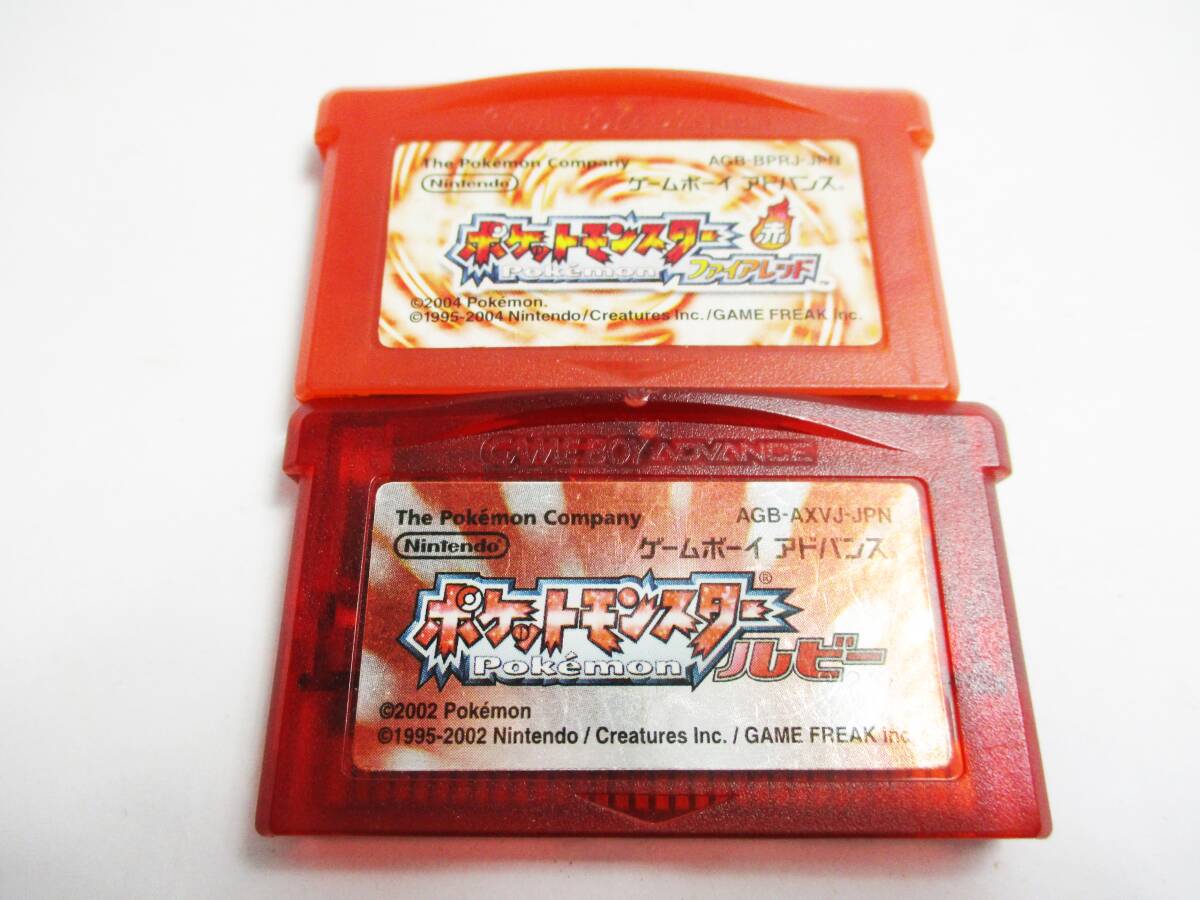 The Pokémon Company AGB-BPRJ-JPN
Nintendo ゲームボーイ アドバンス
ポケットモンスター 赤
Pokémon ファイアレッド™
©2004 Pokémon.
©1995-2004 Nintendo/Creatures Inc./GAME FREAK inc.
GAME BOY ADVANCE
The Pokémon Company AGB-AXVJ-JPN
Nintendo® ゲームボーイ アドバンス
ポケットモンスター®
Pokémon ルビー
©2002 Pokémon
©1995-2002 Nintendo / Creatures Inc. / GAME FREAK inc.